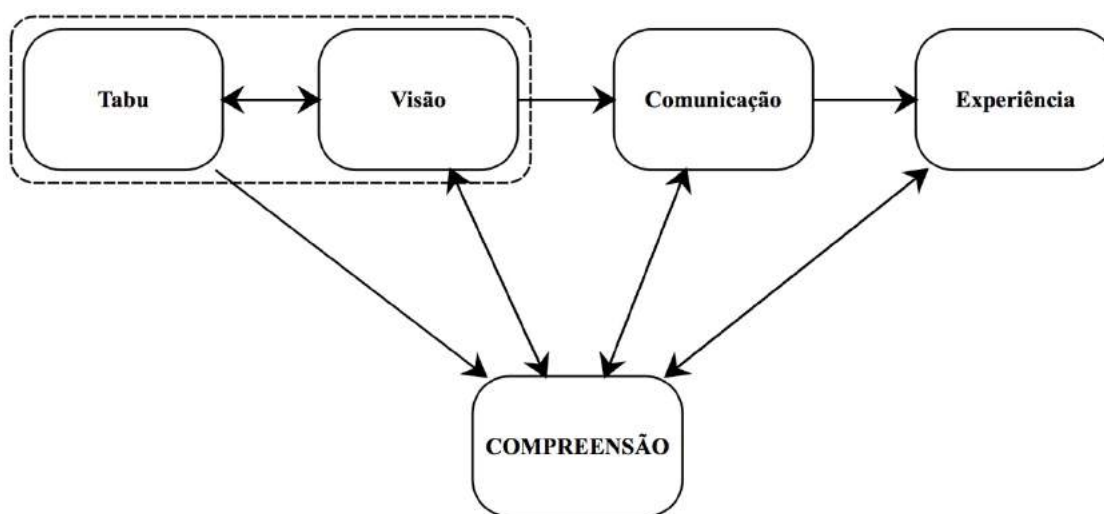 Tabu
Visão
Comunicação
Experiência
COMPREENSÃO